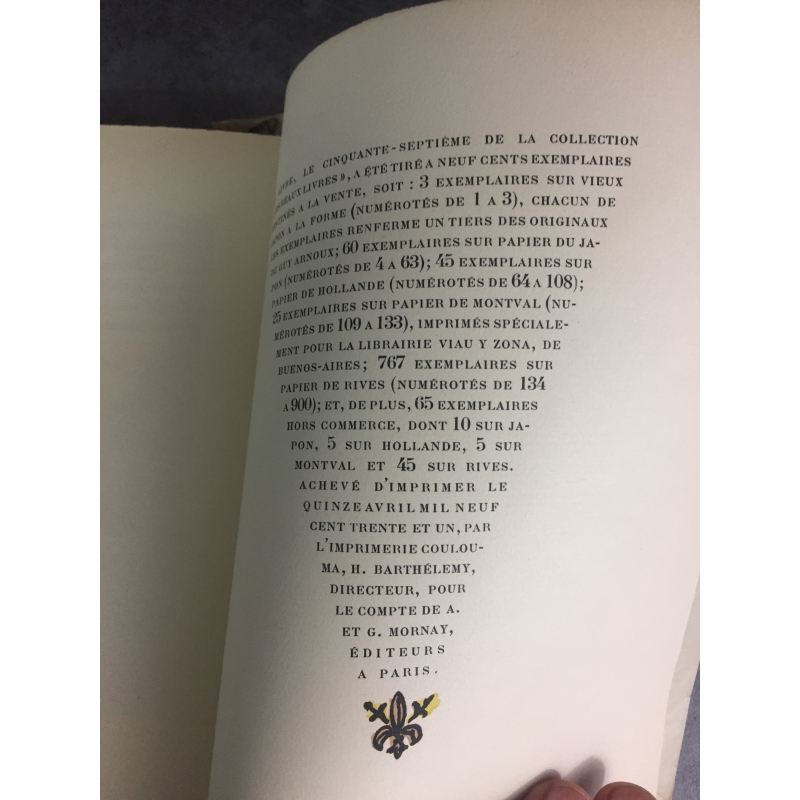 LIVRE, LE CINQUANTE-SEPTIÈME DE LA COLLECTION
BEAUX LIVRES », A ÉTÉ TIRÉ A NEUF CENTS EXEMPLAIRES
A LA VENTE, SOIT : 3 EXEMPLAIRES SUR VIEUX
A LA FORME (NUMÉROTÉS DE 1 A 3), CHACUN DE
EXEMPLAIRES RENFERME UN TIERS DES ORIGINAUX
DE GUY ARNOUX; 60 EXEMPLAIRES SUR PAPIER DU JA-
PON (NUMÉROTÉS DE 4 A 63); 45 EXEMPLAIRES SUR
PAPIER DE HOLLANDE (NUMÉROTÉS DE 64 A 108);
25 EXEMPLAIRES SUR PAPIER DE MONTVAL (NU-
MÉROTÉS DE 109 A 133), IMPRIMÉS SPÉCIALE-
MENT POUR LA LIBRAIRIE VIAU Y ZONA, DE
BUENOS-AIRES; 767 EXEMPLAIRES SUR
PAPIER DE RIVES (NUMÉROTÉS DE 134
A 900); ET, DE PLUS, 65 EXEMPLAIRES
HORS COMMERCE, DONT 10 SUR JA-
PON, 5 SUR HOLLANDE, 5 SUR
MONTVAL ET 45 SUR RIVES.
ACHEVÉ D'IMPRIMER LE
QUINZE AVRIL MIL NEUF
CENT TRENTE ET UN, PAR
L'IMPRIMERIE COULOU-
MA, H. BARTHÉLEMY,
DIRECTEUR, POUR
LE COMPTE DE A.
ET G. MORNAY,
ÉDITEURS
A PARIS.